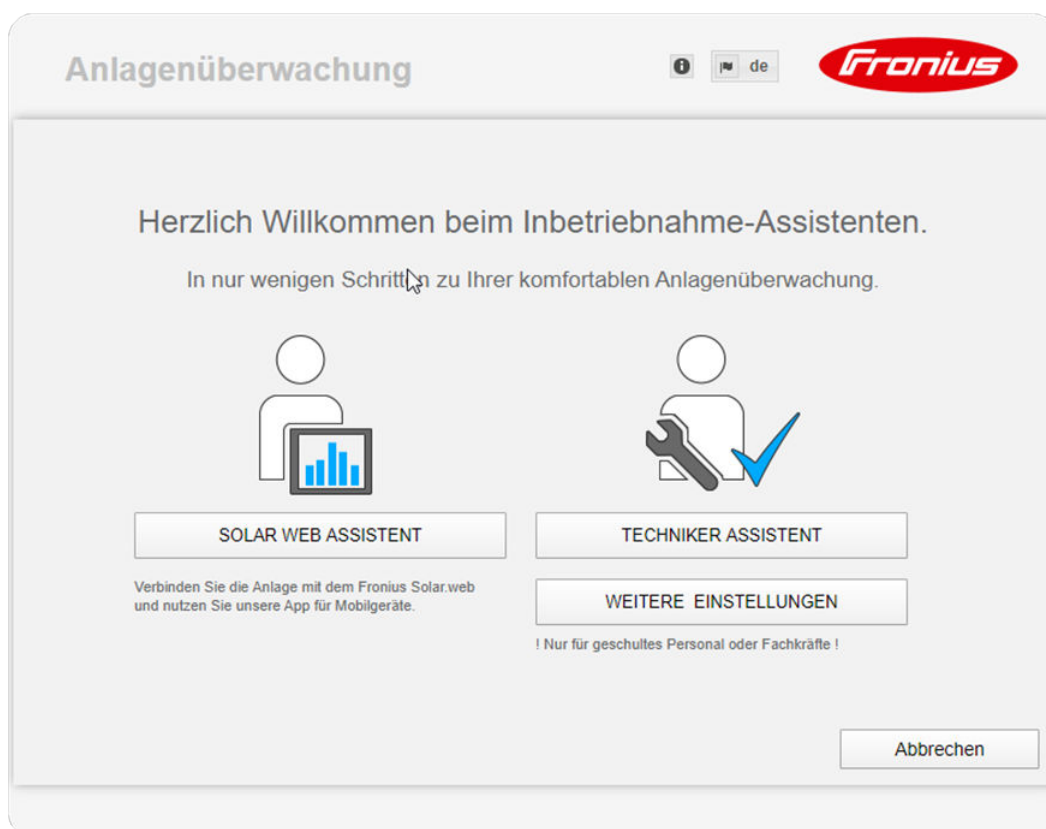 Anlagenüberwachung
de
Fronius
Herzlich Willkommen beim Inbetriebnahme-Assistenten.
In nur wenigen Schritten zu Ihrer komfortablen Anlagenüberwachung.
SOLAR WEB ASSISTENT
TECHNIKER ASSISTENT
Verbinden Sie die Anlage mit dem Fronius Solar.web
und nutzen Sie unsere App für Mobilgeräte.
WEITERE EINSTELLUNGEN
! Nur für geschultes Personal oder Fachkräfte !
Abbrechen